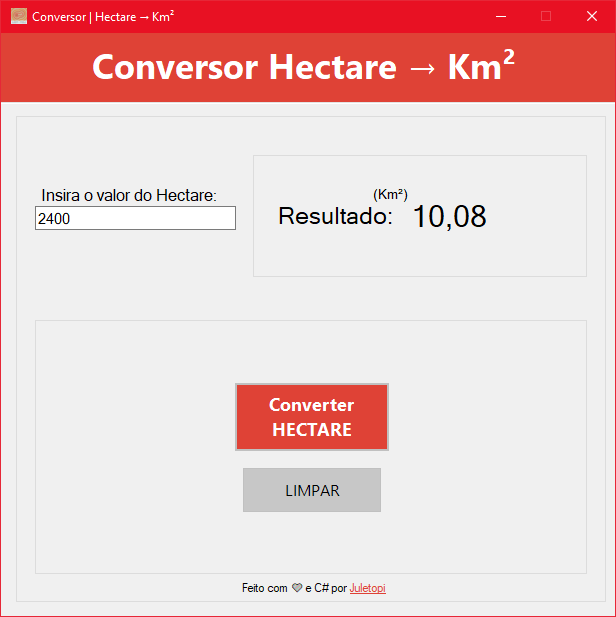 Conversor | Hectare → Km²
Conversor Hectare → Km²
Insira o valor do Hectare:
2400
(Km²)
Resultado: 10,08
Converter
HECTARE
LIMPAR
Feito com 🤍 e C# por Juletopi